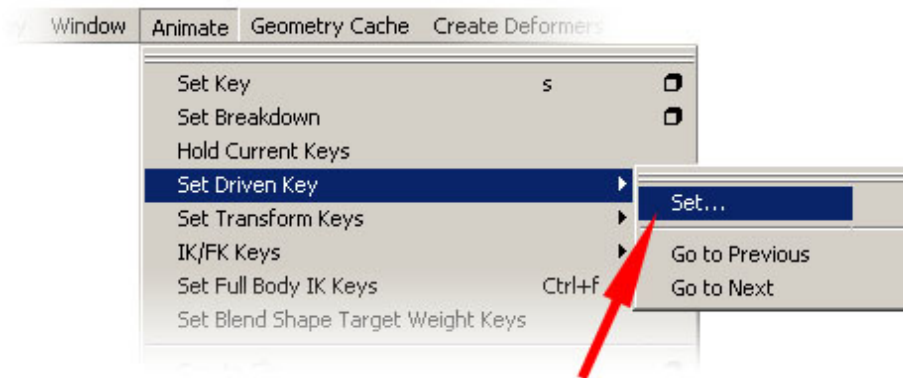 Window Animate Geometry Cache Create Deformers
Set Key s
Set Breakdown
Hold Current Keys
Set Driven Key
Set...
Set Transform Keys
IK/FK Keys
Go to Previous
Set Full Body IK Keys Ctrl+f
Go to Next
Set Blend Shape Target Weight Keys